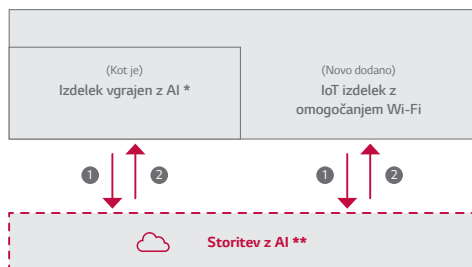 (Kot je)
Izdelek vgrajen z AI *
(Novo dodano)
IoT izdelek z
omogočanjem Wi-Fi
1 2 1 2
Storitev z AI **